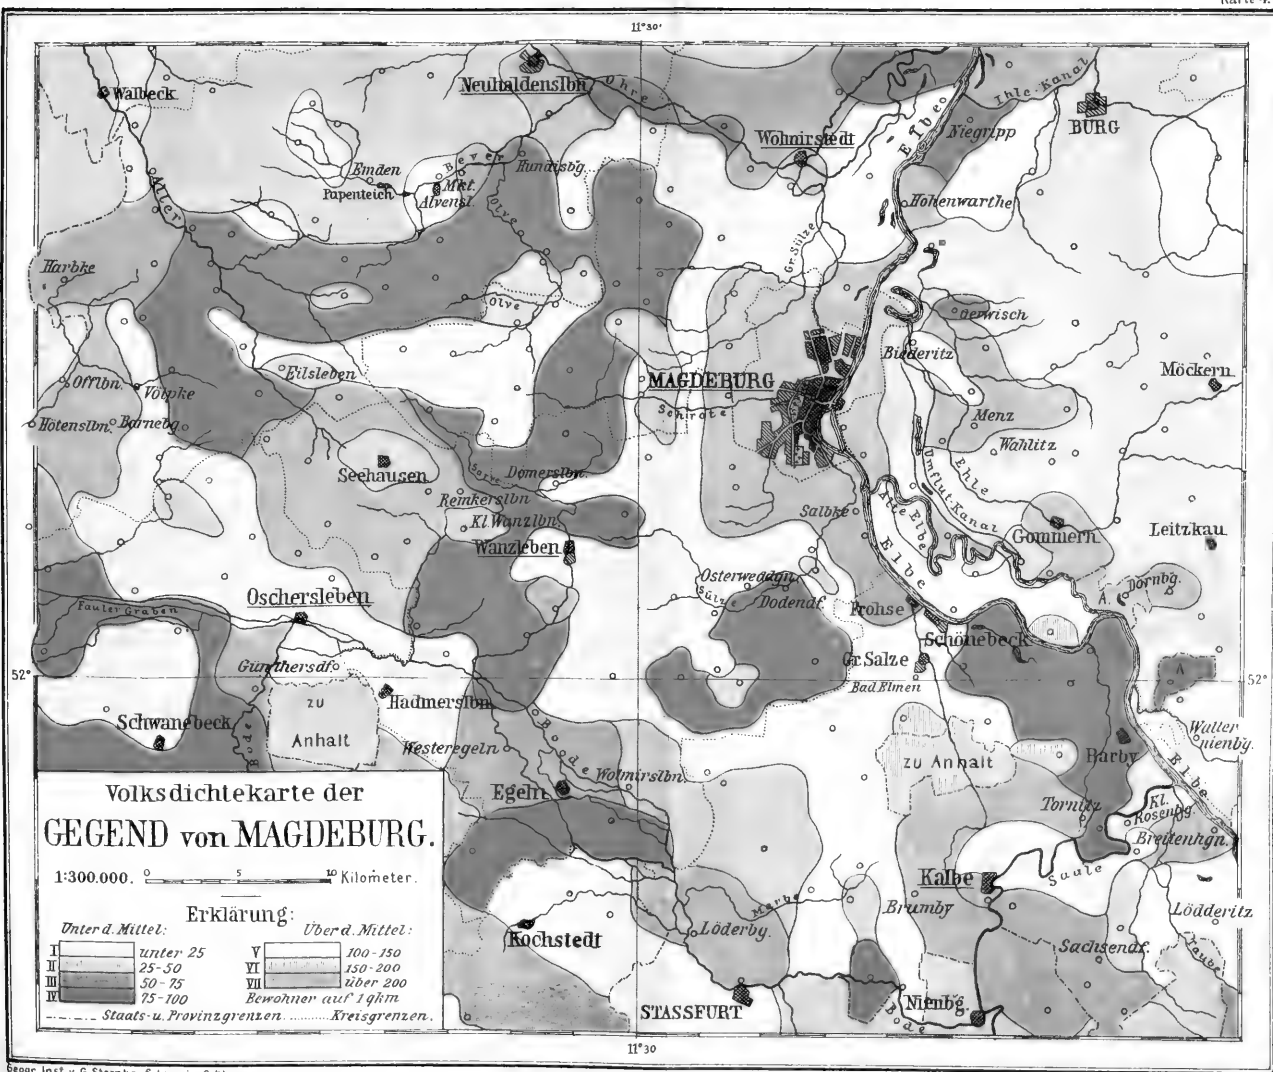 Karte 4.
11°30'
Walbeck
Neuhaldenslbn
Ohre
Ihle-Kanal
BURG
Wolmirstedt
Elbe
Niegripp
Emden
Bever
Hundisbg.
Papenteich
Mkt. Alvensl.
Aller
Olve
Hohenwarthe
Gr. Sülze
Harbke
Olve
Gerwisch
Biederitz
Eilsleben
MAGDEBURG
Möckern
Offlbn.
Völpke
Schrote
Menz
Hötenslbn.
Barnebg.
Wahlitz
Seehausen
Sarre
Domerslbn.
Umflut-Kanal
Ehle
Remkerslbn
Alte Elbe
Kl. Wanzlbn.
Salbke
Gommern
Leitzkau
Wanzleben
Elbe
Osterweddgn.
Dornbg.
Oschersleben
Sülze
Dodendf.
Frohse
A.
Fauler Graben
Schönebeck
Günthersdf.
Gr. Salze
A
52°
52°
zu Anhalt
Hadmerslbn
Bad Elmen
Schwanebeck
Bode
Bode
Walternienbg.
Westeregeln
Barby
Wolmirslbn.
zu Anhalt
Elbe
Egeln
Tornitz
Kl. Rosenbg.
Breitenhgn.
Volksdichtekarte der
GEGEND von MAGDEBURG.
1:300.000. 0 5 10 Kilometer.
Kalbe
Saale
Erklärung:
Marbe
Brumby
Lödderitz
Unter d. Mittel: Über d. Mittel:
Kochstedt
Löderbg.
Sachsendf.
Taube
I unter 25 V 100-150
II 25-50 VI 150-200
III 50-75 VII über 200
IV 75-100 Bewohner auf 1 qkm
Staats- u. Provinzgrenzen. Kreisgrenzen.
STASSFURT
Nienbg.
Bode
11°30